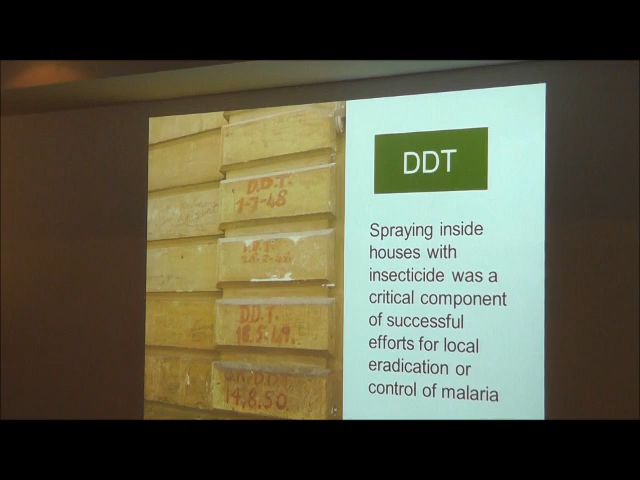 D.D.T.
1-7-48
D.D.T.
18.5.49.
D.D.T.
14.8.50.
DDT
Spraying inside
houses with
insecticide was a
critical component
of successful
efforts for local
eradication or
control of malaria